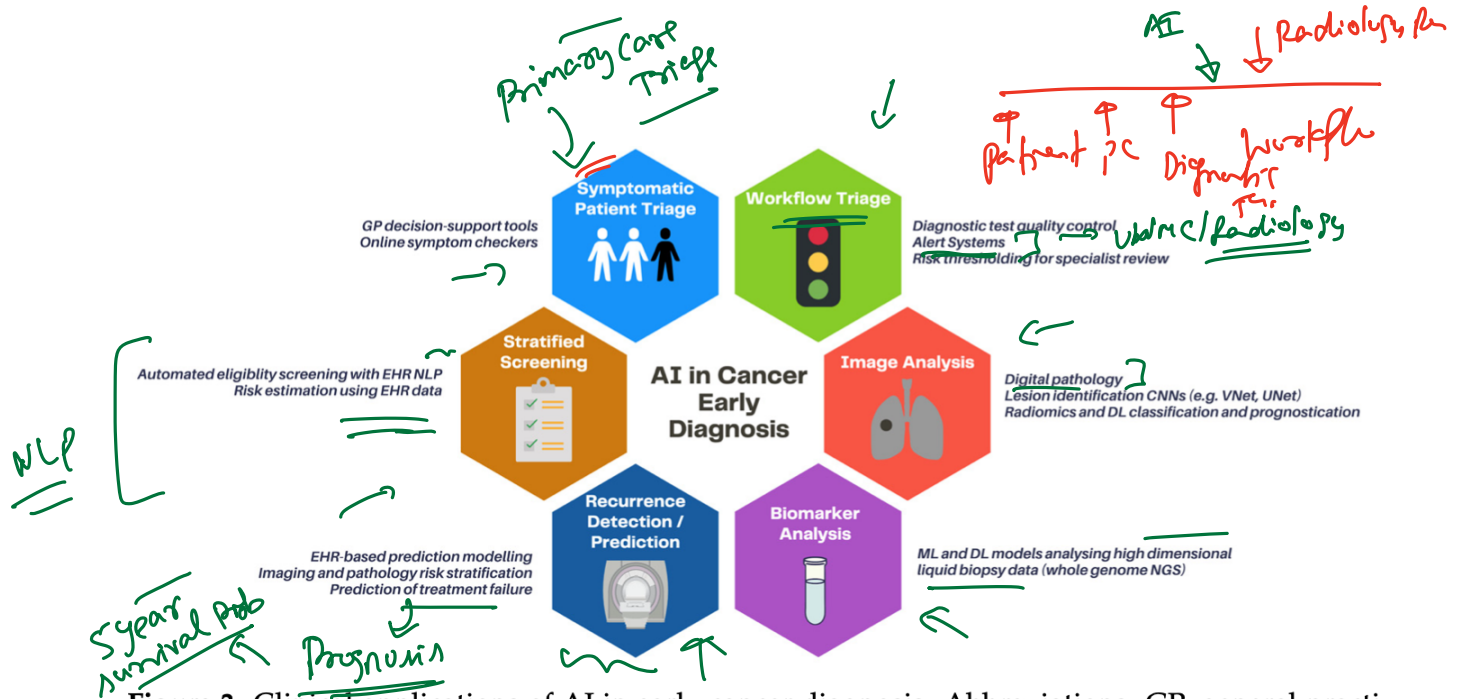 AI
Radiology
Primary Care
Triage
Patient PC Diagnostic Workflow
Symptomatic
Patient Triage
Workflow Triage
GP decision-support tools
Online symptom checkers
Diagnostic test quality control
Alert Systems
Risk thresholding for specialist review
/Radiology
Stratified
Screening
Automated eligiblity screening with EHR NLP
Risk estimation using EHR data
NLP
AI in Cancer
Early
Diagnosis
Image Analysis
Digital pathology
Lesion identification CNNs (e.g. VNet, UNet)
Radiomics and DL classification and prognostication
Recurrence
Detection /
Prediction
EHR-based prediction modelling
Imaging and pathology risk stratification
Prediction of treatment failure
Biomarker
Analysis
ML and DL models analysing high dimensional
liquid biopsy data (whole genome NGS)
5 year
survival prob
Prognosis